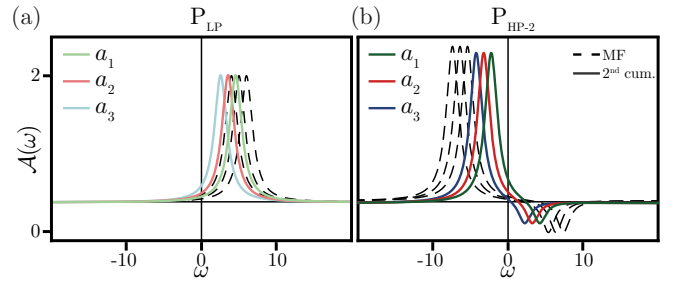 (a) P_LP
(b) P_HP-2
a_1
a_2
a_3
a_1
a_2
a_3
MF
2nd cum.
2
0
A(ω)
-10 0 10
-10 0 10
ω
ω